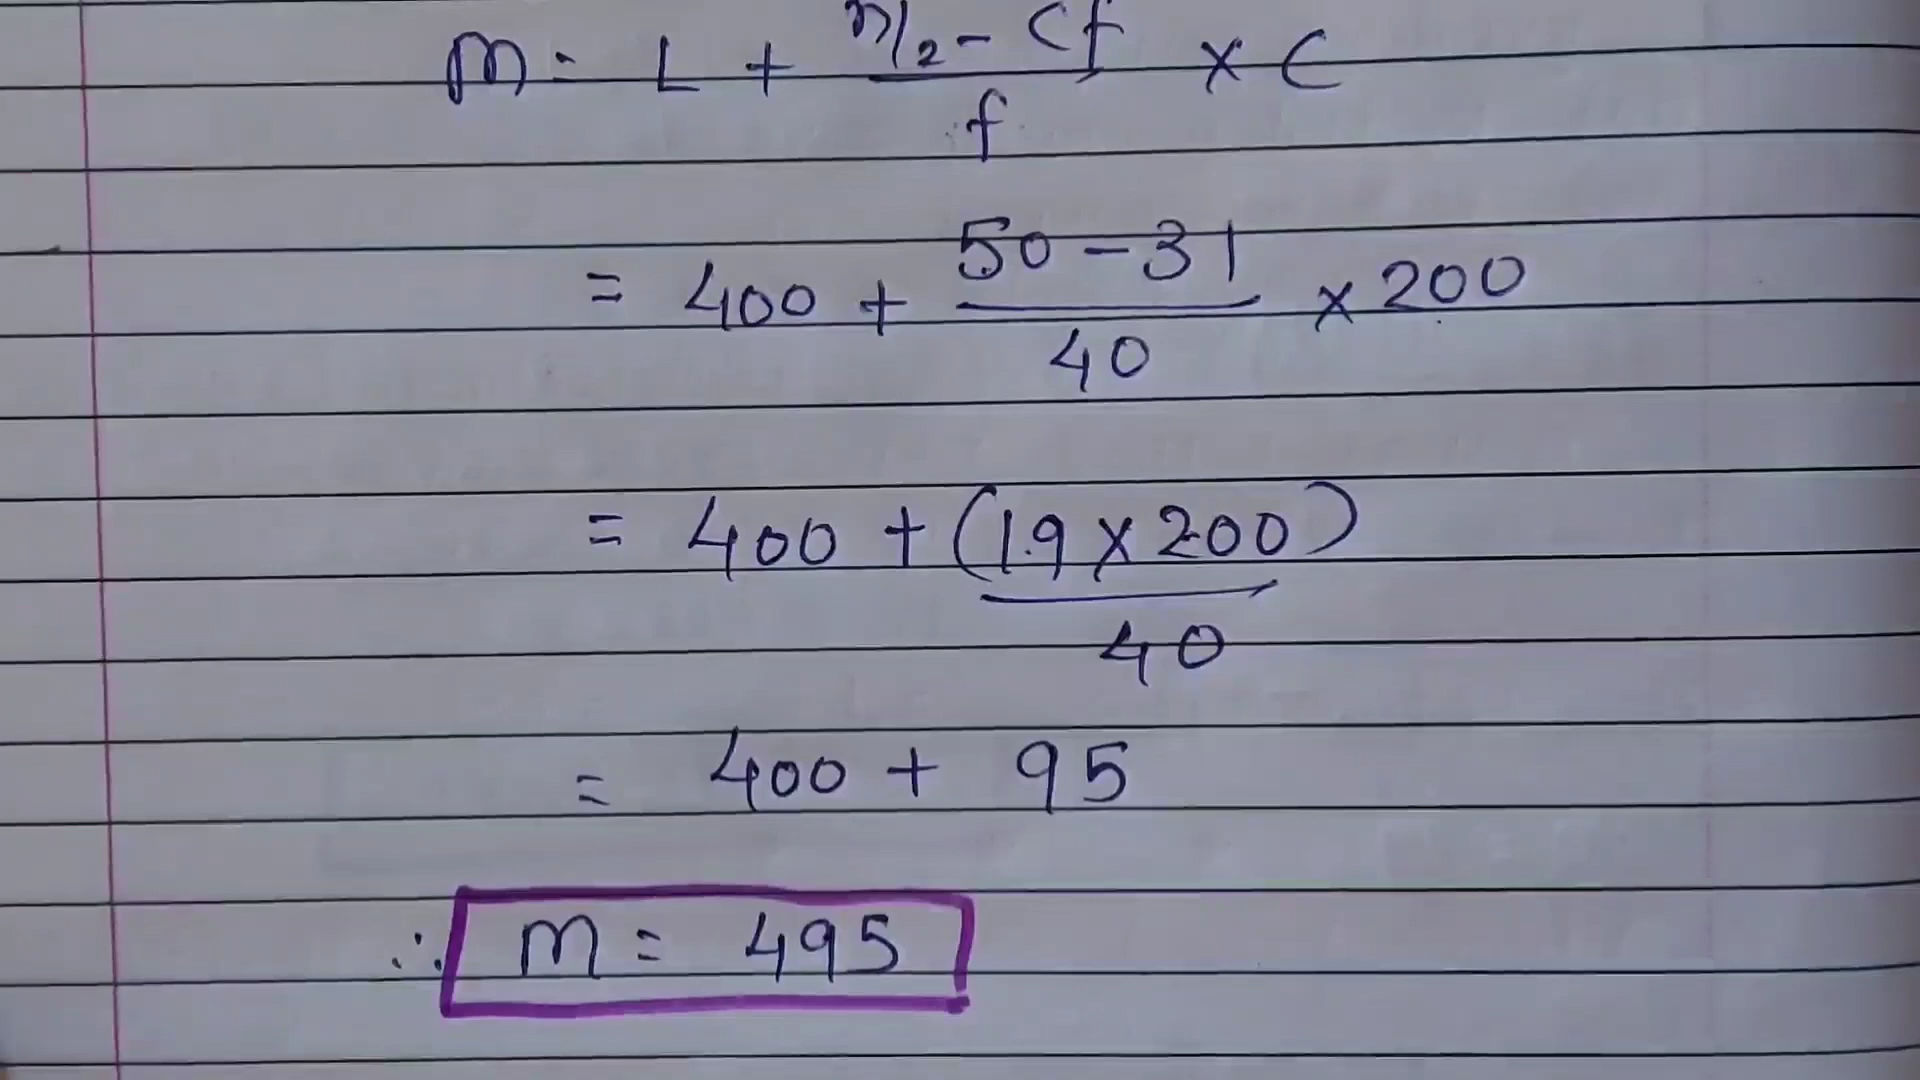 m = L + n/2 - cf / f × C
= 400 + 50 - 31 / 40 × 200
= 400 + (19 × 200) / 40
= 400 + 95
∴ m = 495